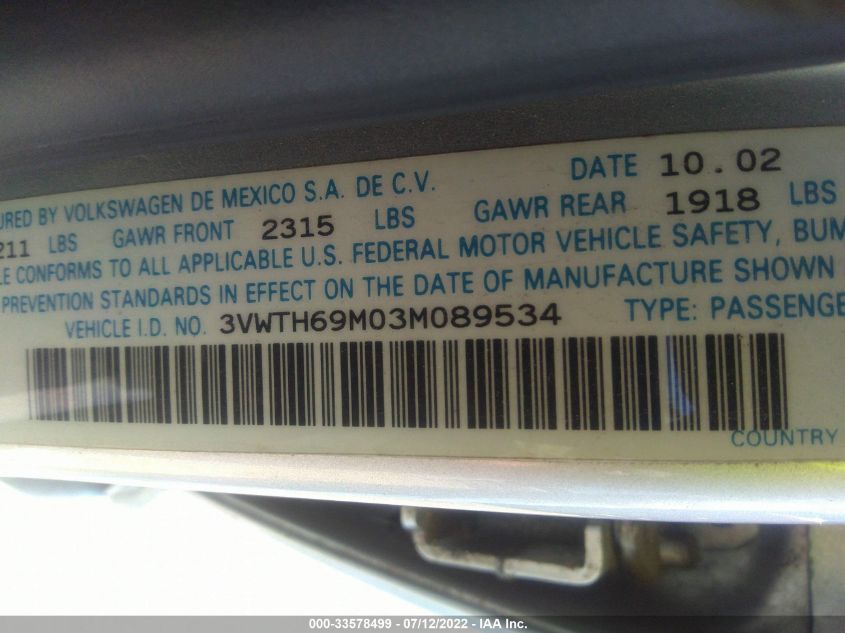 URED BY VOLKSWAGEN DE MEXICO S.A. DE C.V. DATE 10.02
211 LBS GAWR FRONT 2315 LBS GAWR REAR 1918 LBS
LE CONFORMS TO ALL APPLICABLE U.S. FEDERAL MOTOR VEHICLE SAFETY, BUM
PREVENTION STANDARDS IN EFFECT ON THE DATE OF MANUFACTURE SHOWN
VEHICLE I.D. NO. 3VWTH69M03M089534 TYPE: PASSENGE
COUNTRY
000-33578499 - 07/12/2022 - IAA Inc.